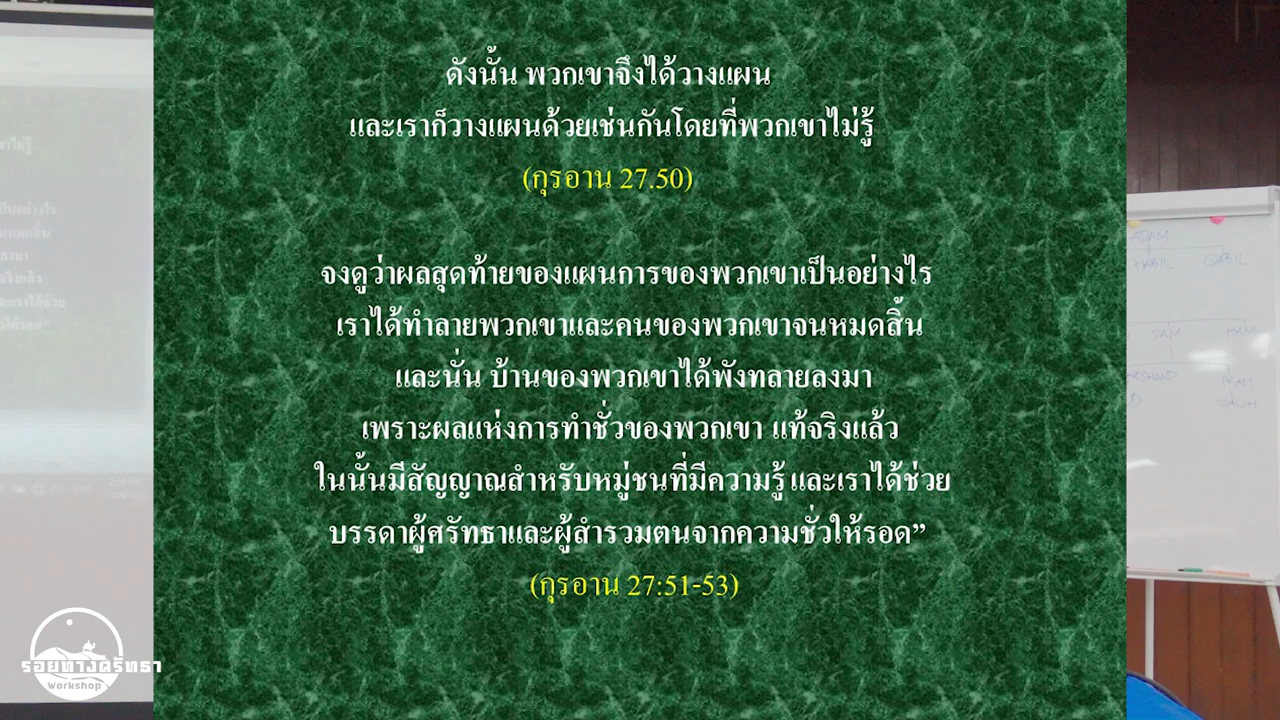 ดังนั้น พวกเขาจึงได้วางแผน
และเราก็วางแผนด้วยเช่นกันโดยที่พวกเขาไม่รู้
(กุรอาน 27.50)
จงดูว่าผลสุดท้ายของแผนการของพวกเขาเป็นอย่างไร
เราได้ทำลายพวกเขาและคนของพวกเขาจนหมดสิ้น
และนั่น บ้านของพวกเขาได้พังทลายลงมา
เพราะผลแห่งการทำชั่วของพวกเขา แท้จริงแล้ว
ในนั้นมีสัญญาณสำหรับหมู่ชนที่มีความรู้ และเราได้ช่วย
บรรดาผู้ศรัทธาและผู้สำรวมตนจากความชั่วให้รอด”
(กุรอาน 27:51-53)
ADAM
HABIL QABIL
SAM HAM
SALIH
รอยทางศรัทธา
Workshop